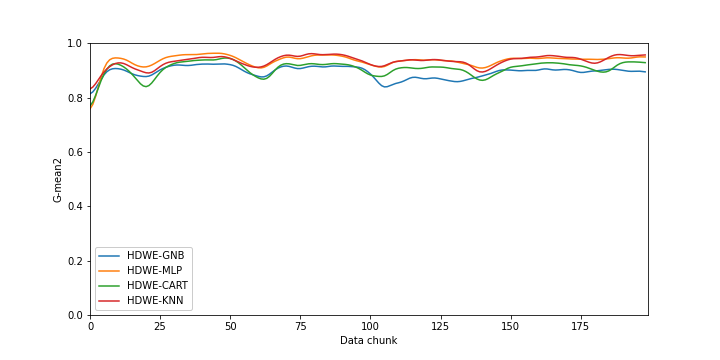 1.0
0.8
0.6
0.4
0.2
0.0
G-mean2
HDWE-GNB
HDWE-MLP
HDWE-CART
HDWE-KNN
0 25 50 75 100 125 150 175
Data chunk